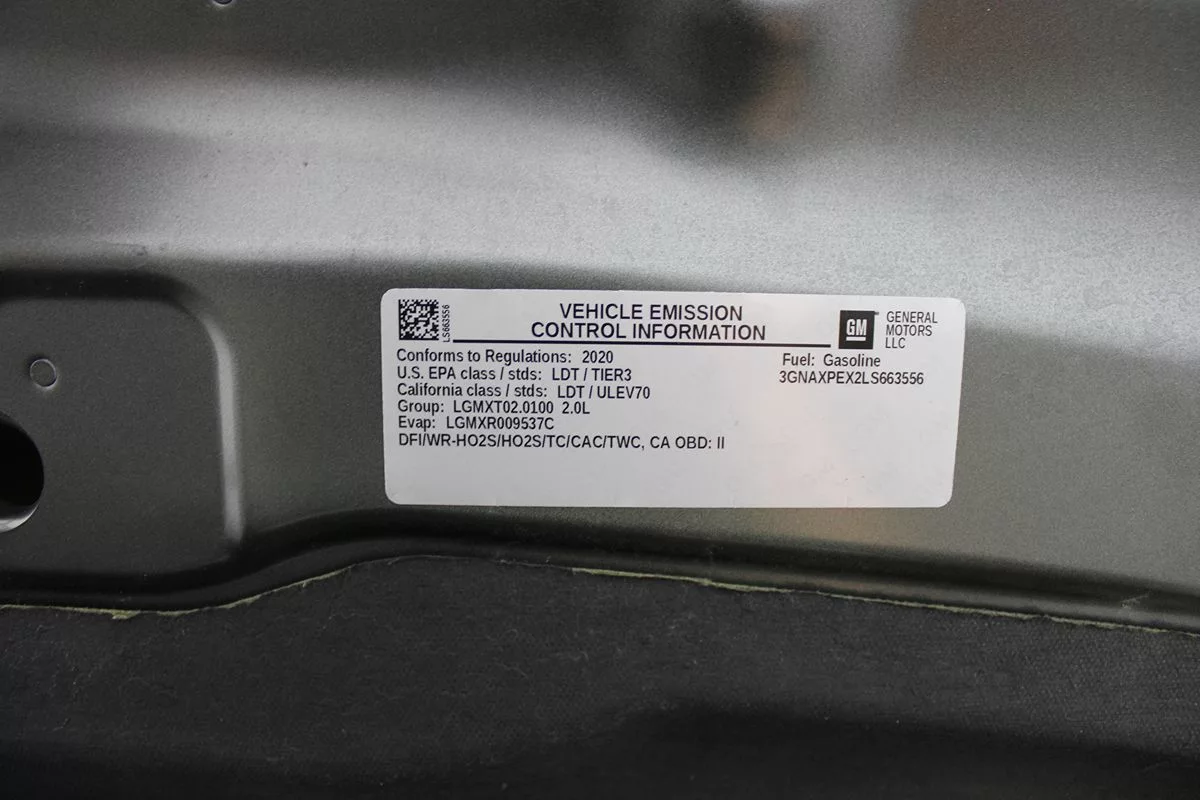 LS663556
VEHICLE EMISSION
CONTROL INFORMATION
GM
GENERAL
MOTORS
LLC
Conforms to Regulations: 2020
U.S. EPA class / stds: LDT / TIER3
California class / stds: LDT / ULEV70
Group: LGMXT02.0100 2.0L
Evap: LGMXR009537C
DFI/WR-HO2S/HO2S/TC/CAC/TWC, CA OBD: II
Fuel: Gasoline
3GNAXPEX2LS663556